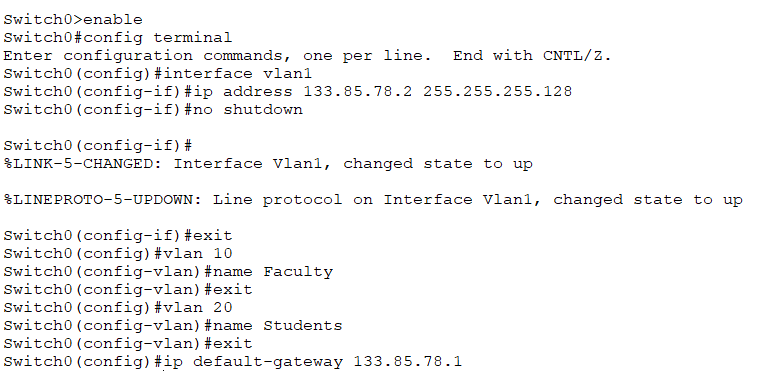 Switch0>enable
Switch0#config terminal
Enter configuration commands, one per line.  End with CNTL/Z.
Switch0(config)#interface vlan1
Switch0(config-if)#ip address 133.85.78.2 255.255.255.128
Switch0(config-if)#no shutdown
Switch0(config-if)#
%LINK-5-CHANGED: Interface Vlan1, changed state to up
%LINEPROTO-5-UPDOWN: Line protocol on Interface Vlan1, changed state to up
Switch0(config-if)#exit
Switch0(config)#vlan 10
Switch0(config-vlan)#name Faculty
Switch0(config-vlan)#exit
Switch0(config)#vlan 20
Switch0(config-vlan)#name Students
Switch0(config-vlan)#exit
Switch0(config)#ip default-gateway 133.85.78.1